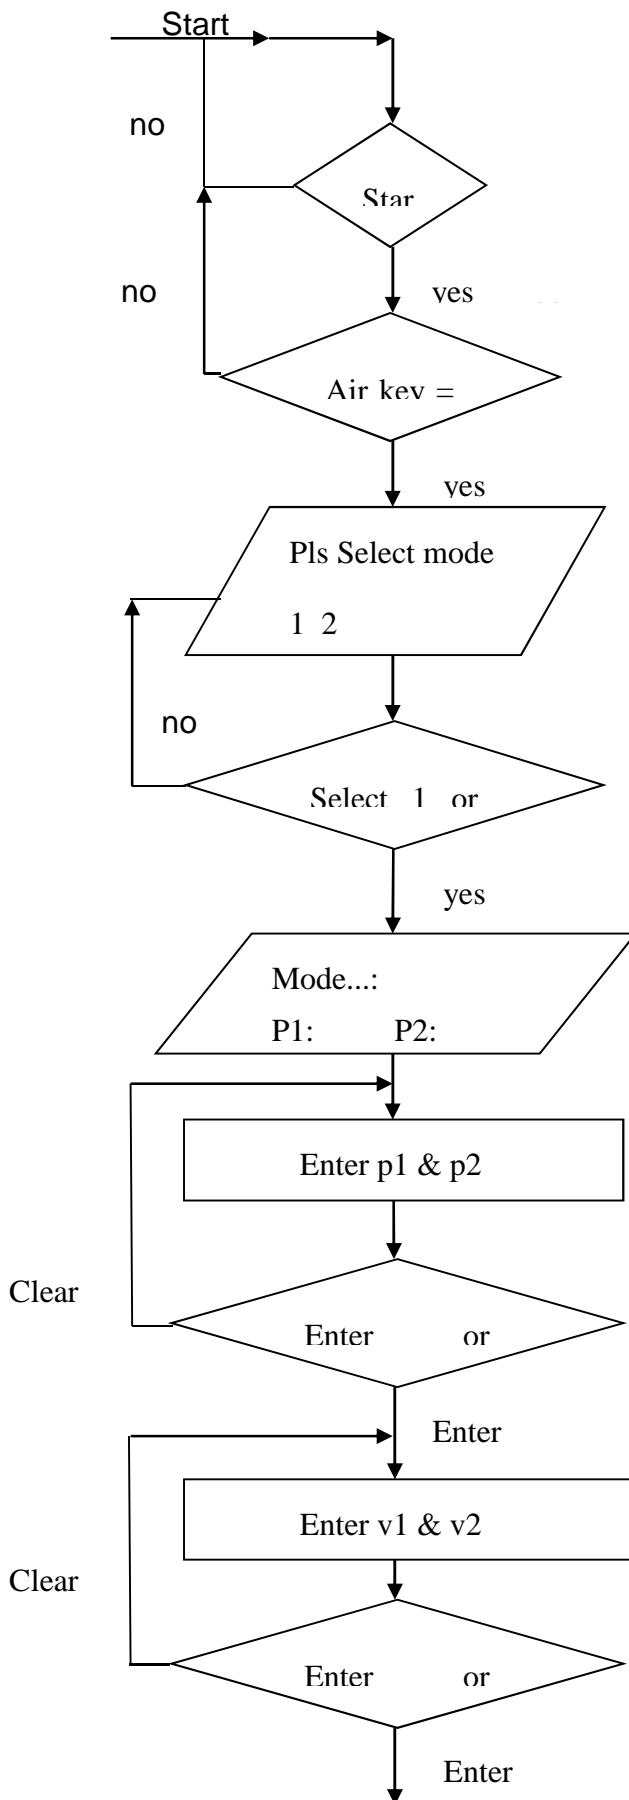 Start
no
Star
no
yes
Air key =
yes
Pls Select mode
1 2
no
Select 1 or
yes
Mode...:
P1: P2:
Enter p1 & p2
Clear
Enter or
Enter
Enter v1 & v2
Clear
Enter or
Enter